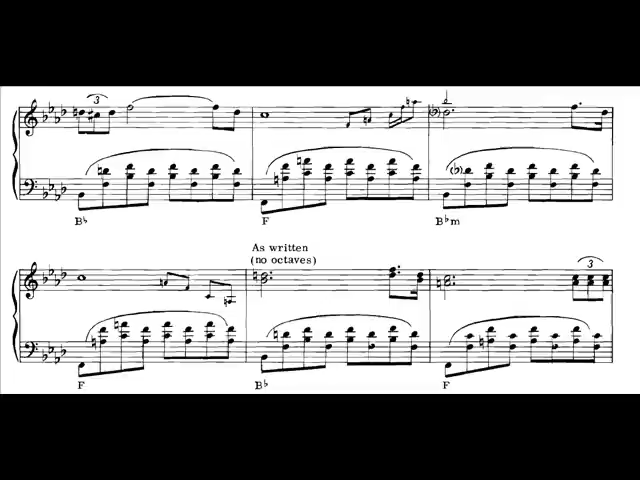 3
B♭ F B♭m
As written
(no octaves)
3
F B♭ F